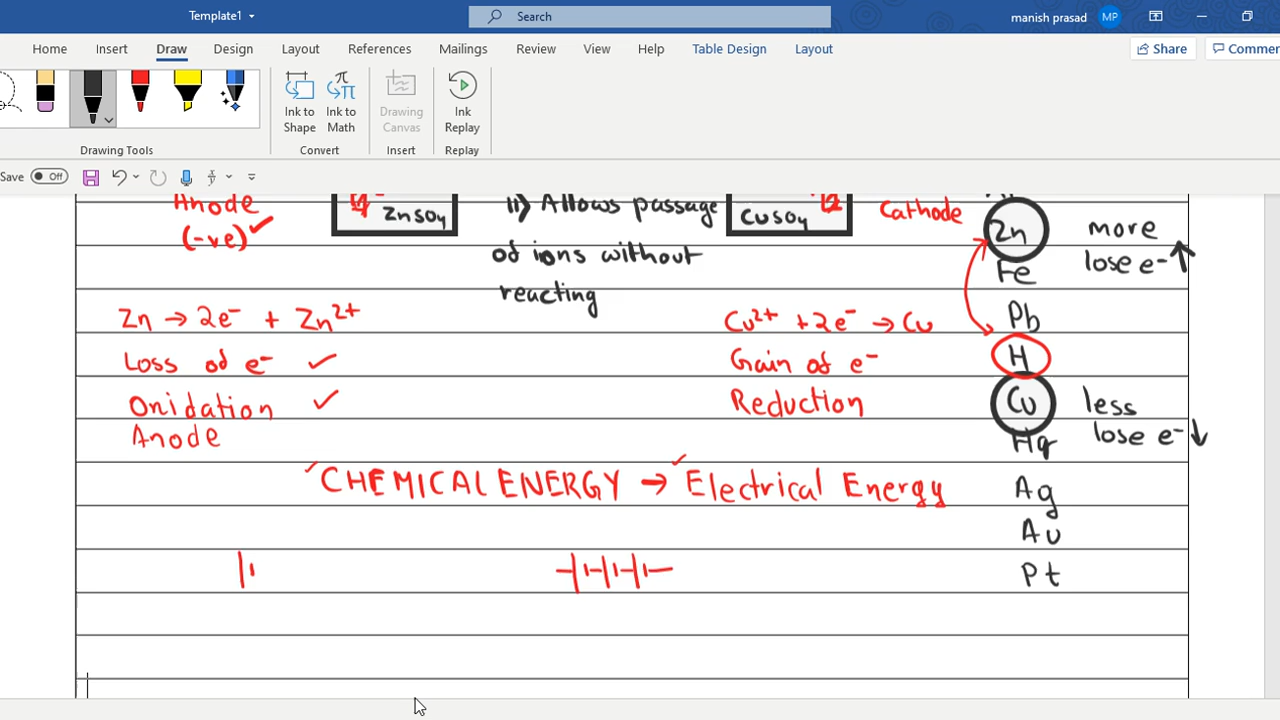 Template1
Search
manish prasad
MP
Home Insert Draw Design Layout References Mailings Review View Help Table Design Layout
Share
Comme
Ink to Shape
Ink to Math
Drawing Canvas
Ink Replay
Drawing Tools
Convert
Insert
Replay
Save Off
Anode
(-ve)
ZnSO4
ii) Allows passage
of ions without
reacting
CuSO4
Cathode
Zn
more
lose e- ↑
Fe
Zn → 2e- + Zn2+
Cu2+ + 2e- → Cu
Pb
Loss of e- ✓
Gain of e-
H
Onidation ✓
Reduction
Cu
less
lose e- ↓
Anode
Hg
CHEMICAL ENERGY → Electrical Energy
Ag
Au
Pt